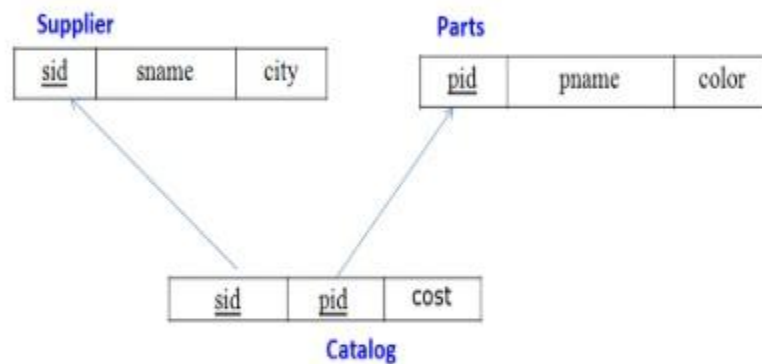 Supplier
sid sname city
Parts
pid pname color
sid pid cost
Catalog